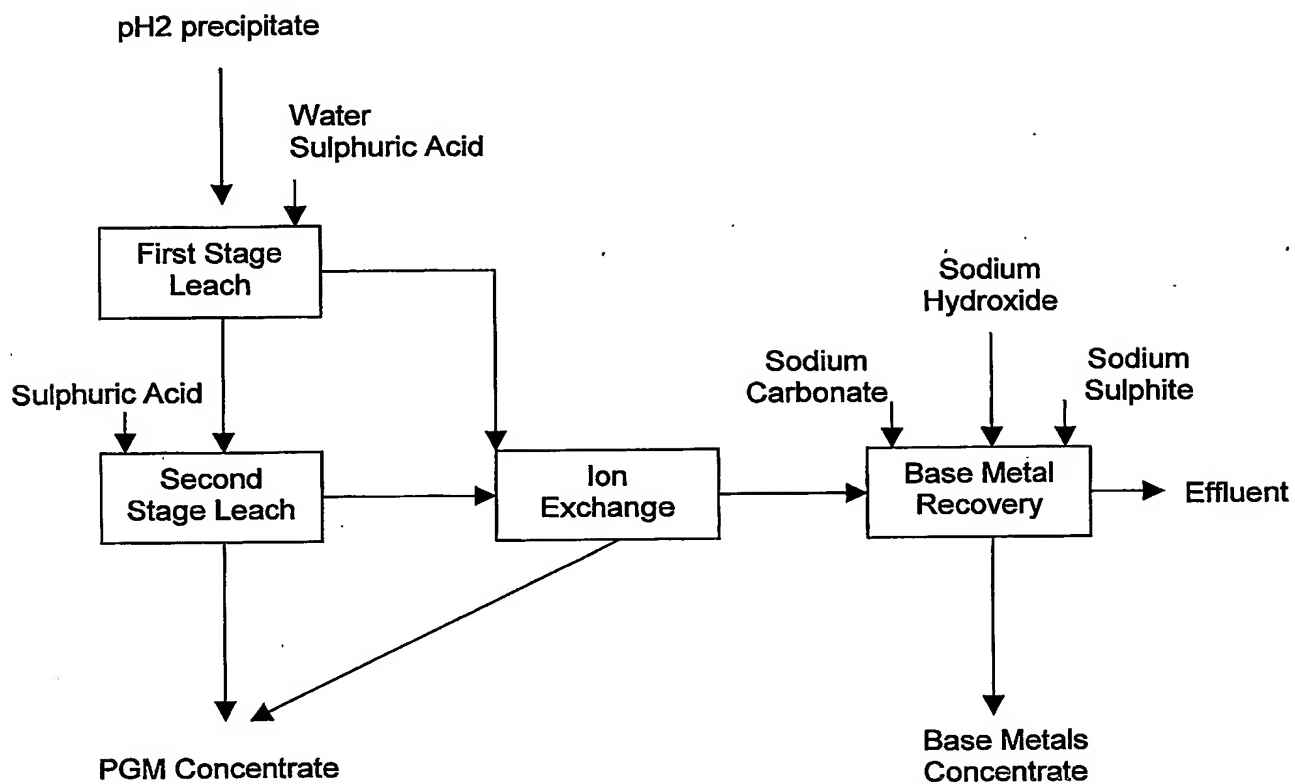 pH2 precipitate
Water
Sulphuric Acid
First Stage
Leach
Sodium
Hydroxide
Sodium
Carbonate
Sodium
Sulphite
Sulphuric Acid
Second
Stage Leach
Ion
Exchange
Base Metal
Recovery
Effluent
PGM Concentrate
Base Metals
Concentrate